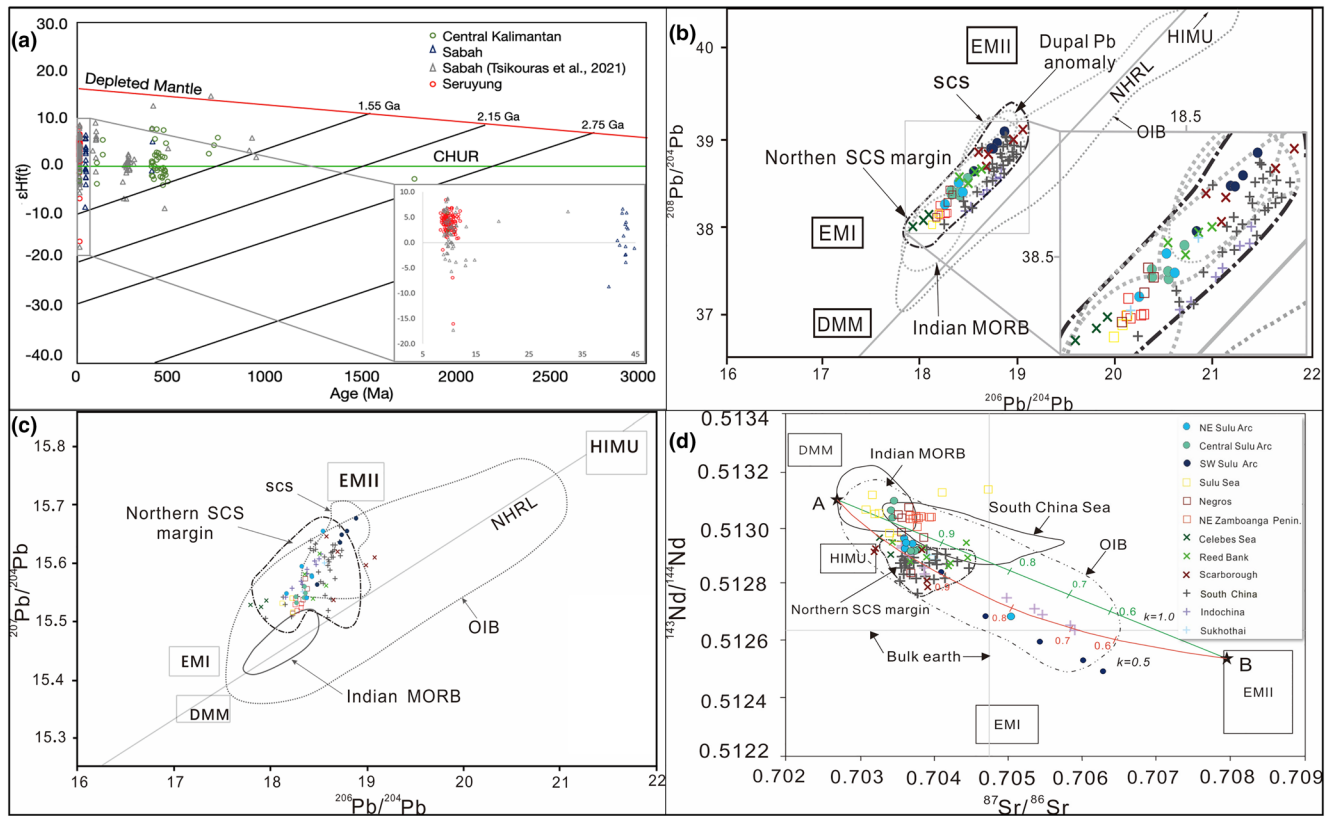 (a)
30.0
20.0
10.0
0.0
-10.0
-20.0
-30.0
-40.0
εHf(t)
Central Kalimantan
Sabah
Sabah (Tsikouras et al., 2021)
Seruyung
Depleted Mantle
1.55 Ga
2.15 Ga
2.75 Ga
CHUR
10.0
5.0
0.0
-5.0
-10.0
-15.0
-20.0
5
15
25
35
45
0
500
1000
1500
2000
2500
3000
Age (Ma)
(b)
40
39
38
37
²⁰⁸Pb/²⁰⁴Pb
EMII
Dupal Pb
anomaly
HIMU
SCS
NHRL
OIB
18.5
Northen SCS
margin
EMI
38.5
DMM
Indian MORB
16
17
18
19
20
21
22
²⁰⁶Pb/²⁰⁴Pb
(c)
15.8
15.7
15.6
15.5
15.4
15.3
²⁰⁷Pb/²⁰⁴Pb
HIMU
EMII
SCS
Northern SCS
margin
NHRL
OIB
EMI
Indian MORB
DMM
16
17
18
19
20
21
22
²⁰⁶Pb/²⁰⁴Pb
(d)
0.5134
0.5132
0.5130
0.5128
0.5126
0.5124
0.5122
¹⁴³Nd/¹⁴⁴Nd
DMM
Indian MORB
A
South China Sea
0.9
OIB
HIMU
0.8
0.7
0.9
Northern SCS margin
0.6
k=1.0
0.8
0.7
0.6
Bulk earth
k=0.5
B
EMII
EMI
NE Sulu Arc
Central Sulu Arc
SW Sulu Arc
Sulu Sea
Negros
NE Zamboanga Penin.
Celebes Sea
Reed Bank
Scarborough
South China
Indochina
Sukhothai
0.702
0.703
0.704
0.705
0.706
0.707
0.708
0.709
⁸⁷Sr/⁸⁶Sr